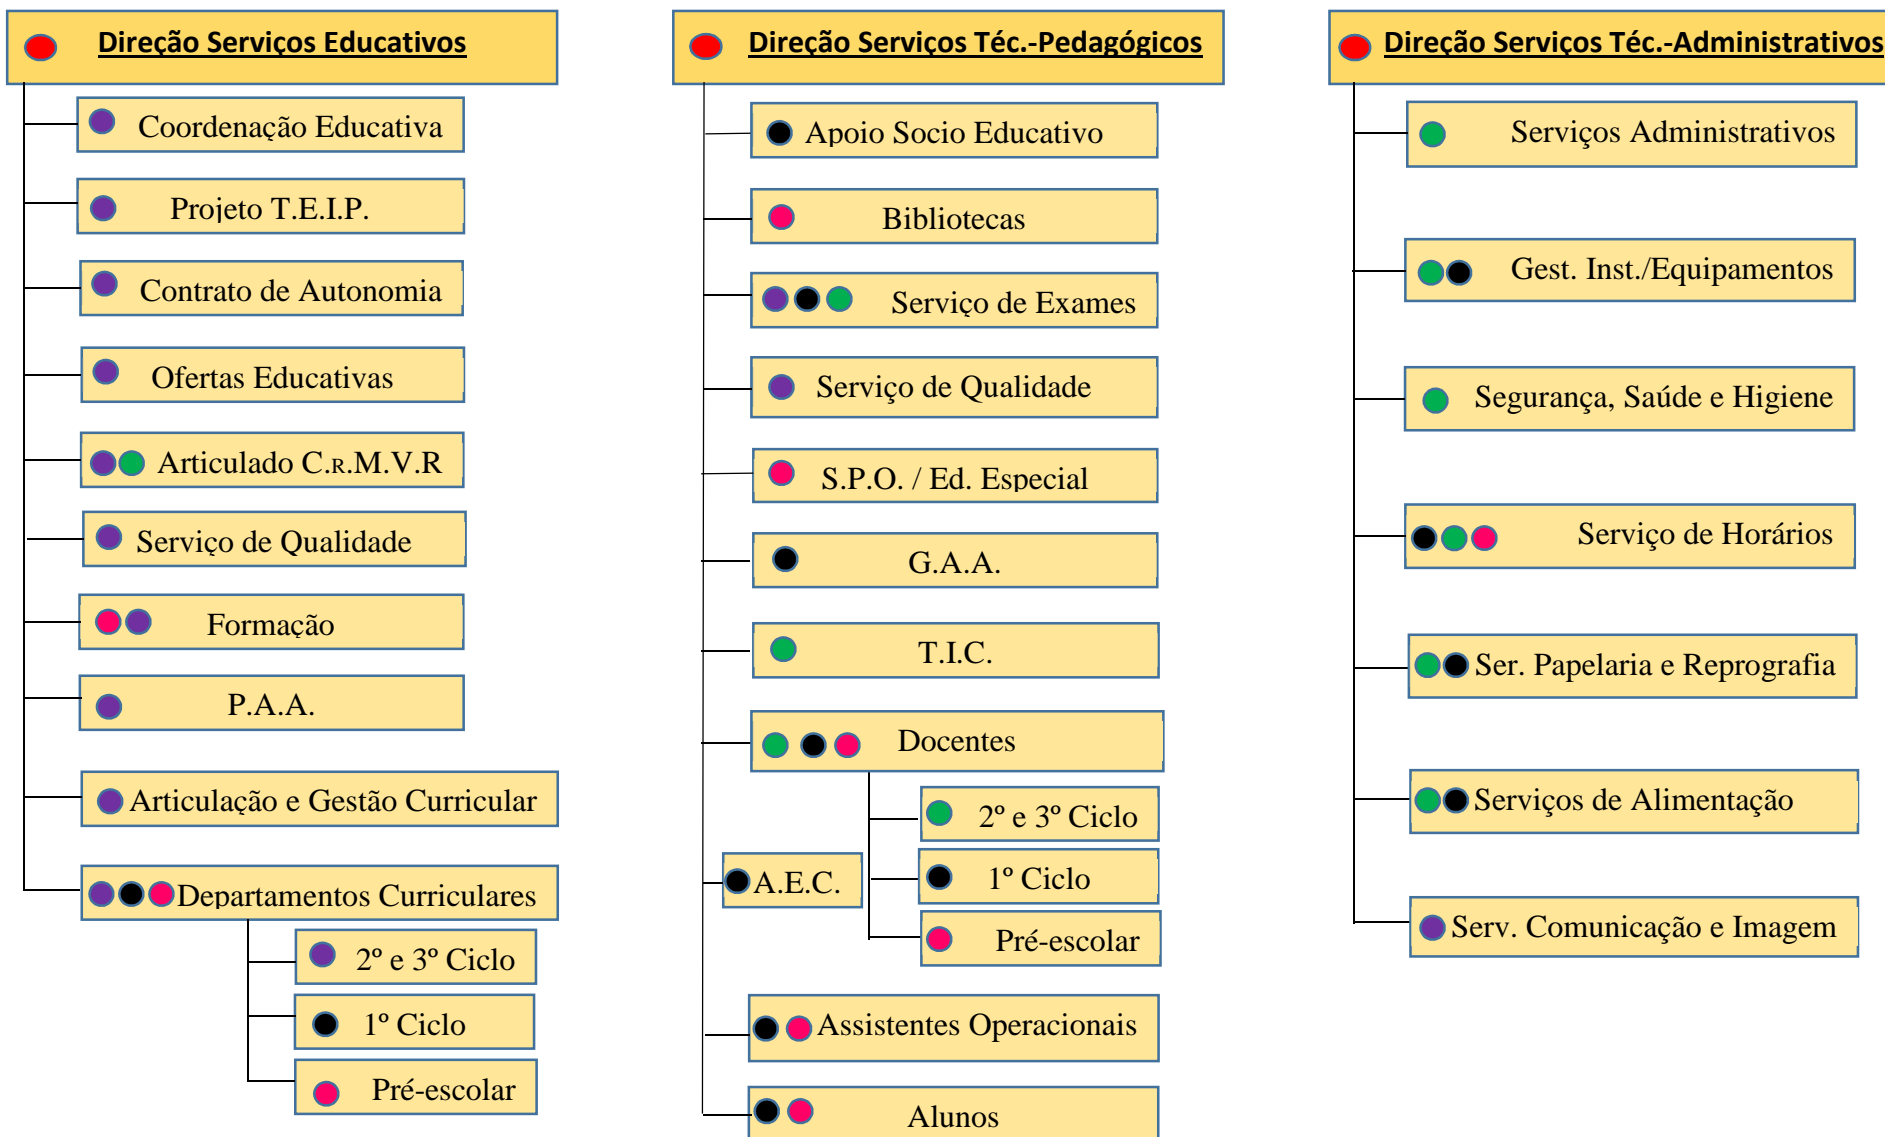 Direção Serviços Educativos
Coordenação Educativa
Projeto T.E.I.P.
Contrato de Autonomia
Ofertas Educativas
Articulado C.R.M.V.R
Serviço de Qualidade
Formação
P.A.A.
Articulação e Gestão Curricular
Departamentos Curriculares
2º e 3º Ciclo
1º Ciclo
Pré-escolar
Direção Serviços Téc.-Pedagógicos
Apoio Socio Educativo
Bibliotecas
Serviço de Exames
Serviço de Qualidade
S.P.O. / Ed. Especial
G.A.A.
T.I.C.
Docentes
2º e 3º Ciclo
1º Ciclo
Pré-escolar
A.E.C.
Assistentes Operacionais
Alunos
Direção Serviços Téc.-Administrativos
Serviços Administrativos
Gest. Inst./Equipamentos
Segurança, Saúde e Higiene
Serviço de Horários
Ser. Papelaria e Reprografia
Serviços de Alimentação
Serv. Comunicação e Imagem